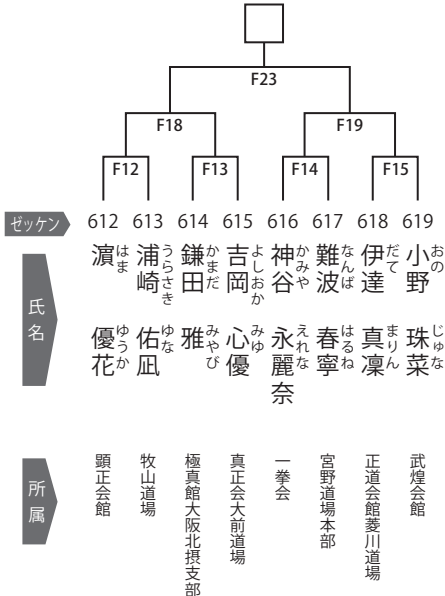 F23
F18
F19
F12
F13
F14
F15
ゼッケン
612
613
614
615
616
617
618
619
氏名
濵 優花
はま ゆうか
浦崎 佑凪
うらさき ゆな
鎌田 雅
かまだ みやび
吉岡 心優
よしおか みゆ
神谷 永麗奈
かみや えれな
難波 春寧
なんば はるね
伊達 真凜
だて まりん
小野 珠菜
おの じゅな
所属
顕正会館
牧山道場
極真館大阪北摂支部
真正会大前道場
一拳会
宮野道場本部
正道会館菱川道場
武煌会館